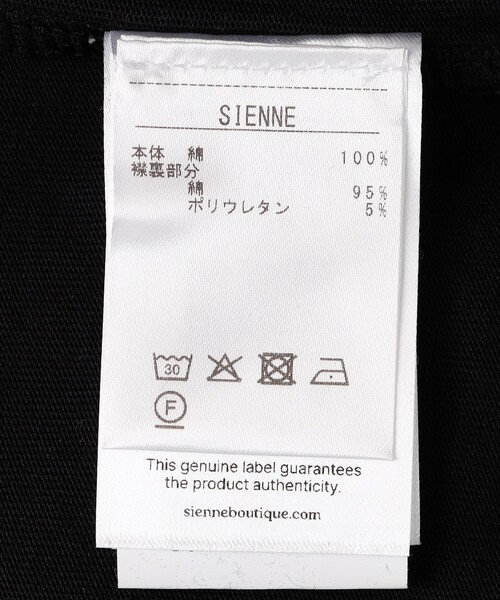 SIENNE
本体 綿 100%
襟裏部分
綿 95%
ポリウレタン 5%
30
F
This genuine label guarantees
the product authenticity.
sienneboutique.com